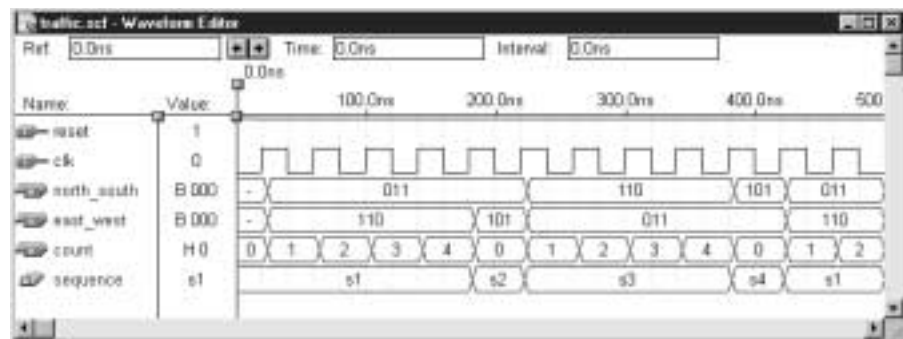 traffic.scf - Waveform Editor
Ref: 0.0ns Time: 0.0ns Interval: 0.0ns
0.0ns
Name: Value: 100.0ns 200.0ns 300.0ns 400.0ns 500
reset 1
clk 0
north_south B 000 - 011 110 101 011
east_west B 000 - 110 101 011 110
count H 0 0 1 2 3 4 0 1 2 3 4 0 1 2
sequence s1 s1 s2 s3 s4 s1